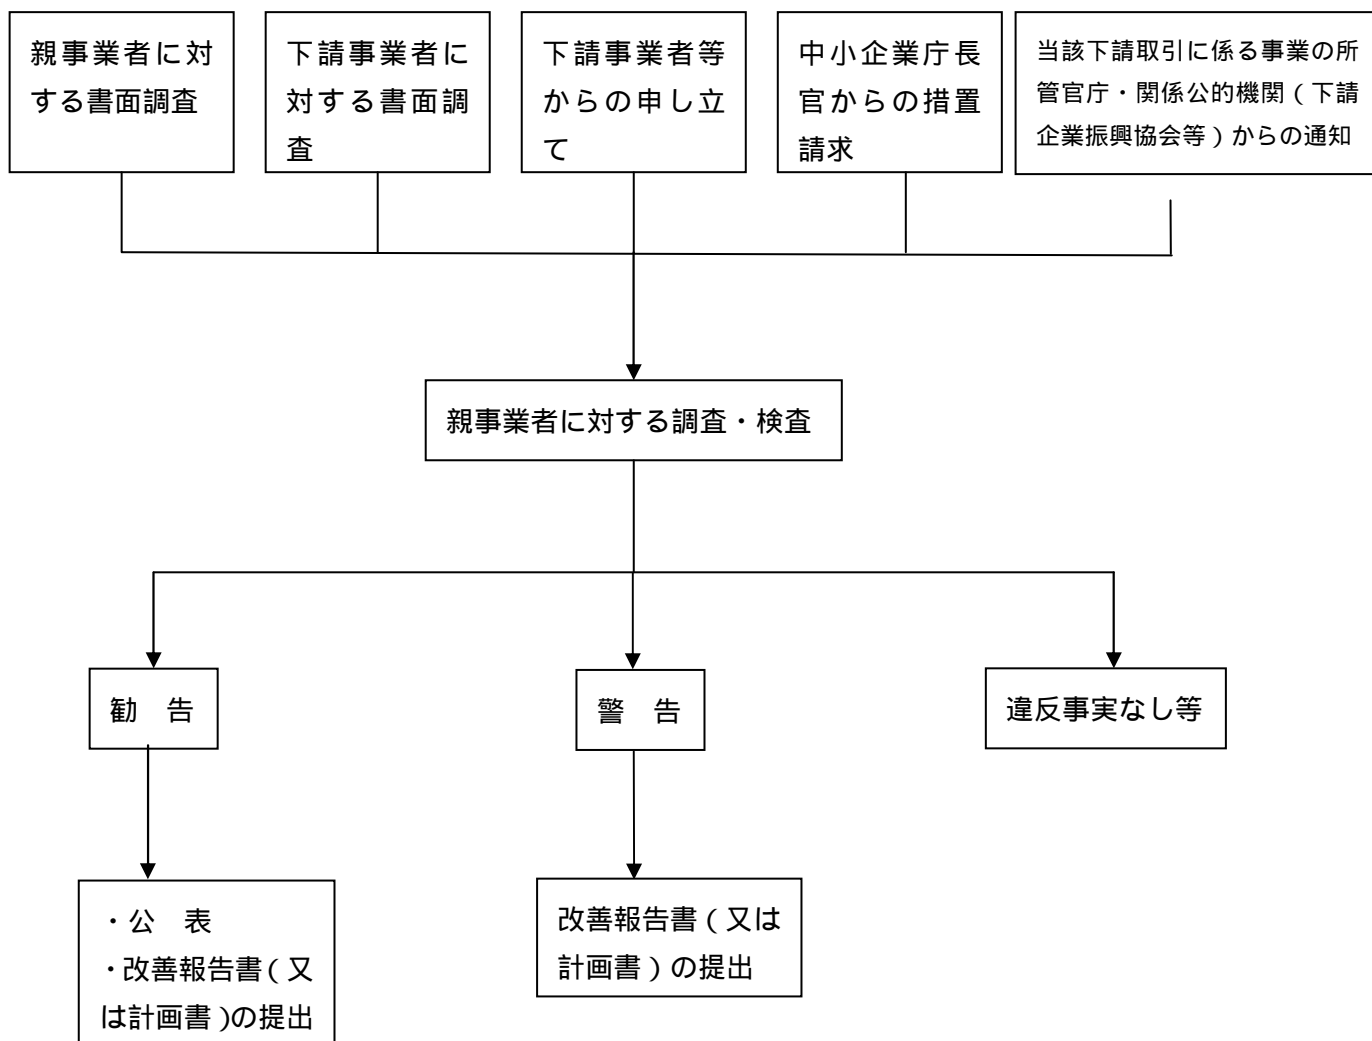 親事業者に対
する書面調査
下請事業者に
対する書面調
査
下請事業者等
からの申し立
て
中小企業庁長
官からの措置
請求
当該下請取引に係る事業の所
管官庁・関係公的機関（下請
企業振興協会等）からの通知
親事業者に対する調査・検査
勧　告
警　告
違反事実なし等
・公　表
・改善報告書（又
は計画書）の提出
改善報告書（又は
計画書）の提出